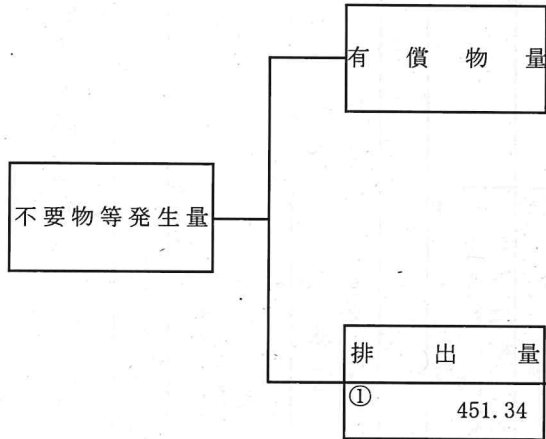 有償物量
不要物等発生量
排出量
①
451.34